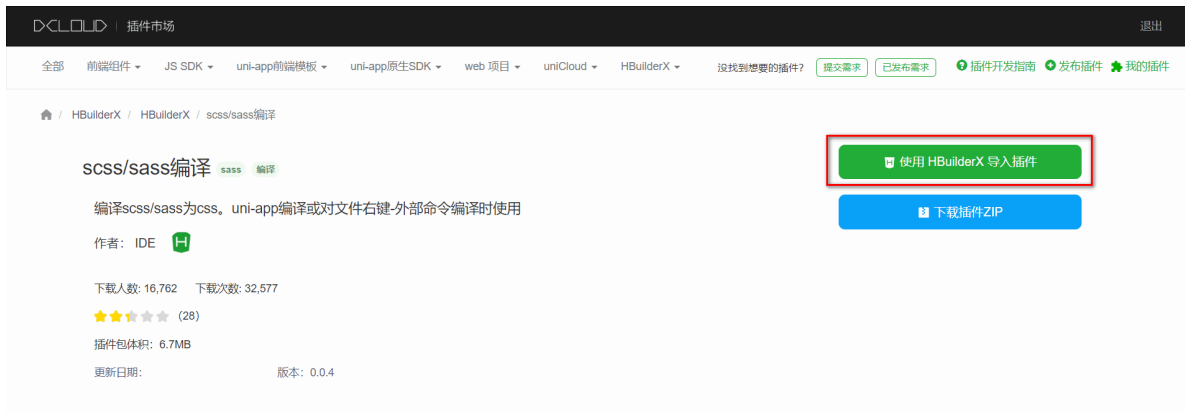 DCLOUD | 插件市场 退出
全部 前端组件 JS SDK uni-app前端模板 uni-app原生SDK web 项目 uniCloud HBuilderX 没找到想要的插件? 提交需求 已发布需求 插件开发指南 发布插件 我的插件
/ HBuilderX / HBuilderX / scss/sass编译
scss/sass编译 sass 编译
使用 HBuilderX 导入插件
编译scss/sass为css。uni-app编译或对文件右键-外部命令编译时使用
下载插件ZIP
作者: IDE H
下载人数: 16,762 下载次数: 32,577
(28)
插件包体积: 6.7MB
更新日期: 版本: 0.0.4